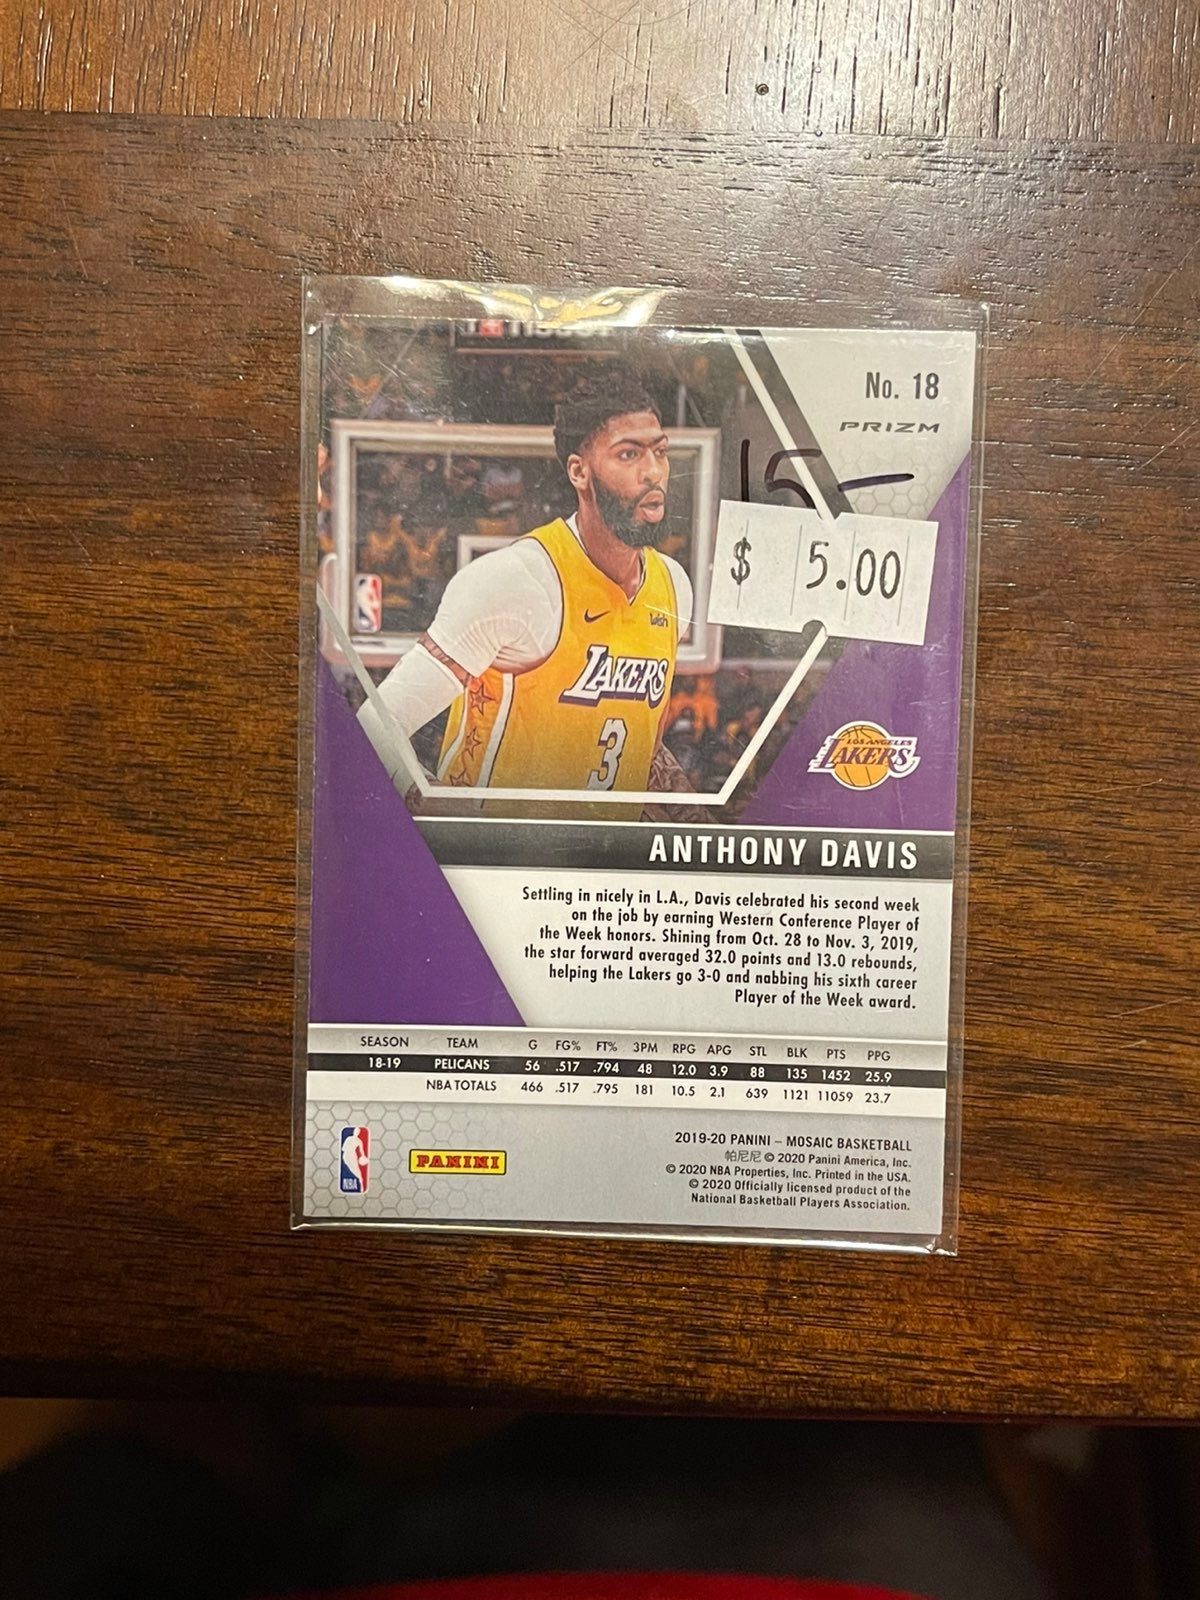 No. 18
PRIZM
15-
$ 5.00
wish
LAKERS
3
LOS ANGELES
LAKERS
ANTHONY DAVIS
Settling in nicely in L.A., Davis celebrated his second week
on the job by earning Western Conference Player of
the Week honors. Shining from Oct. 28 to Nov. 3, 2019,
the star forward averaged 32.0 points and 13.0 rebounds,
helping the Lakers go 3-0 and nabbing his sixth career
Player of the Week award.
SEASON TEAM G FG% FT% 3PM RPG APG STL BLK PTS PPG
18-19 PELICANS 56 .517 .794 48 12.0 3.9 88 135 1452 25.9
NBA TOTALS 466 .517 .795 181 10.5 2.1 639 1121 11059 23.7
NBA
PANINI
2019-20 PANINI – MOSAIC BASKETBALL
帕尼尼 © 2020 Panini America, Inc.
© 2020 NBA Properties, Inc. Printed in the USA.
© 2020 Officially licensed product of the
National Basketball Players Association.